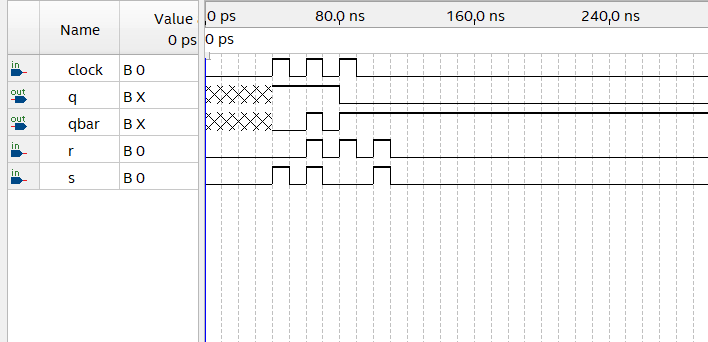 Name
Value
0 ps
0 ps
80.0 ns
160.0 ns
240.0 ns
0 ps
in
clock
B 0
out
q
B X
out
qbar
B X
in
r
B 0
in
s
B 0